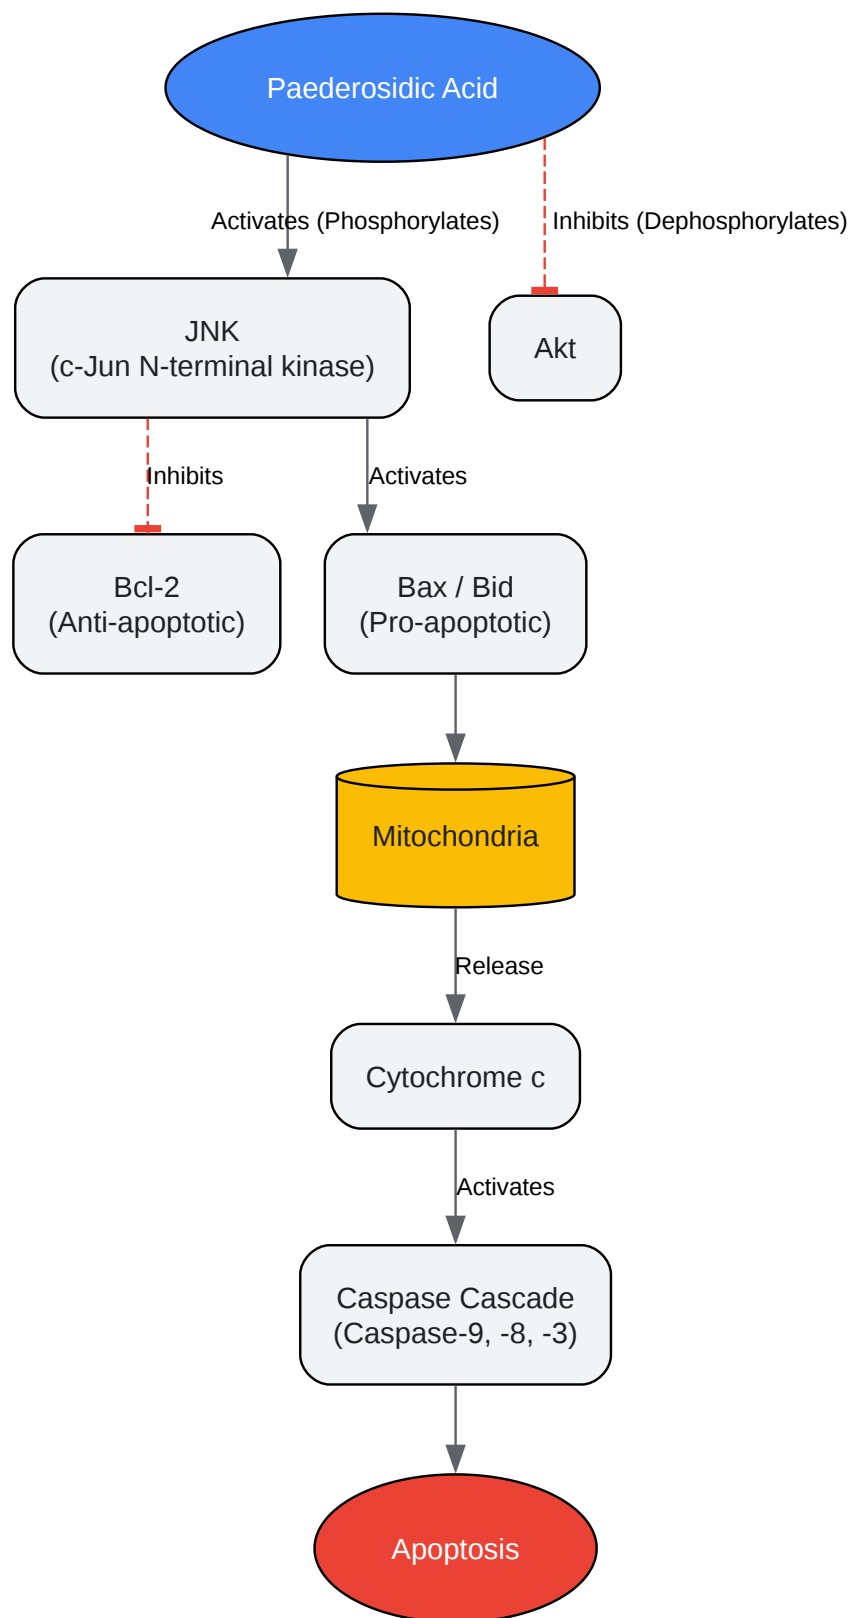 Paederosidic Acid
Activates (Phosphorylates)
Inhibits (Dephosphorylates)
JNK
(c-Jun N-terminal kinase)
Akt
Inhibits
Activates
Bcl-2
(Anti-apoptotic)
Bax / Bid
(Pro-apoptotic)
Mitochondria
Release
Cytochrome c
Activates
Caspase Cascade
(Caspase-9, -8, -3)
Apoptosis